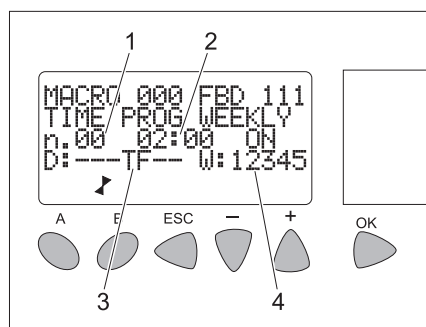 1 2
MACRO 000 FBD 111
TIME PROG WEEKLY
n.00 02:00 ON
D:---TF-- W:12345
A B ESC − + OK
3 4